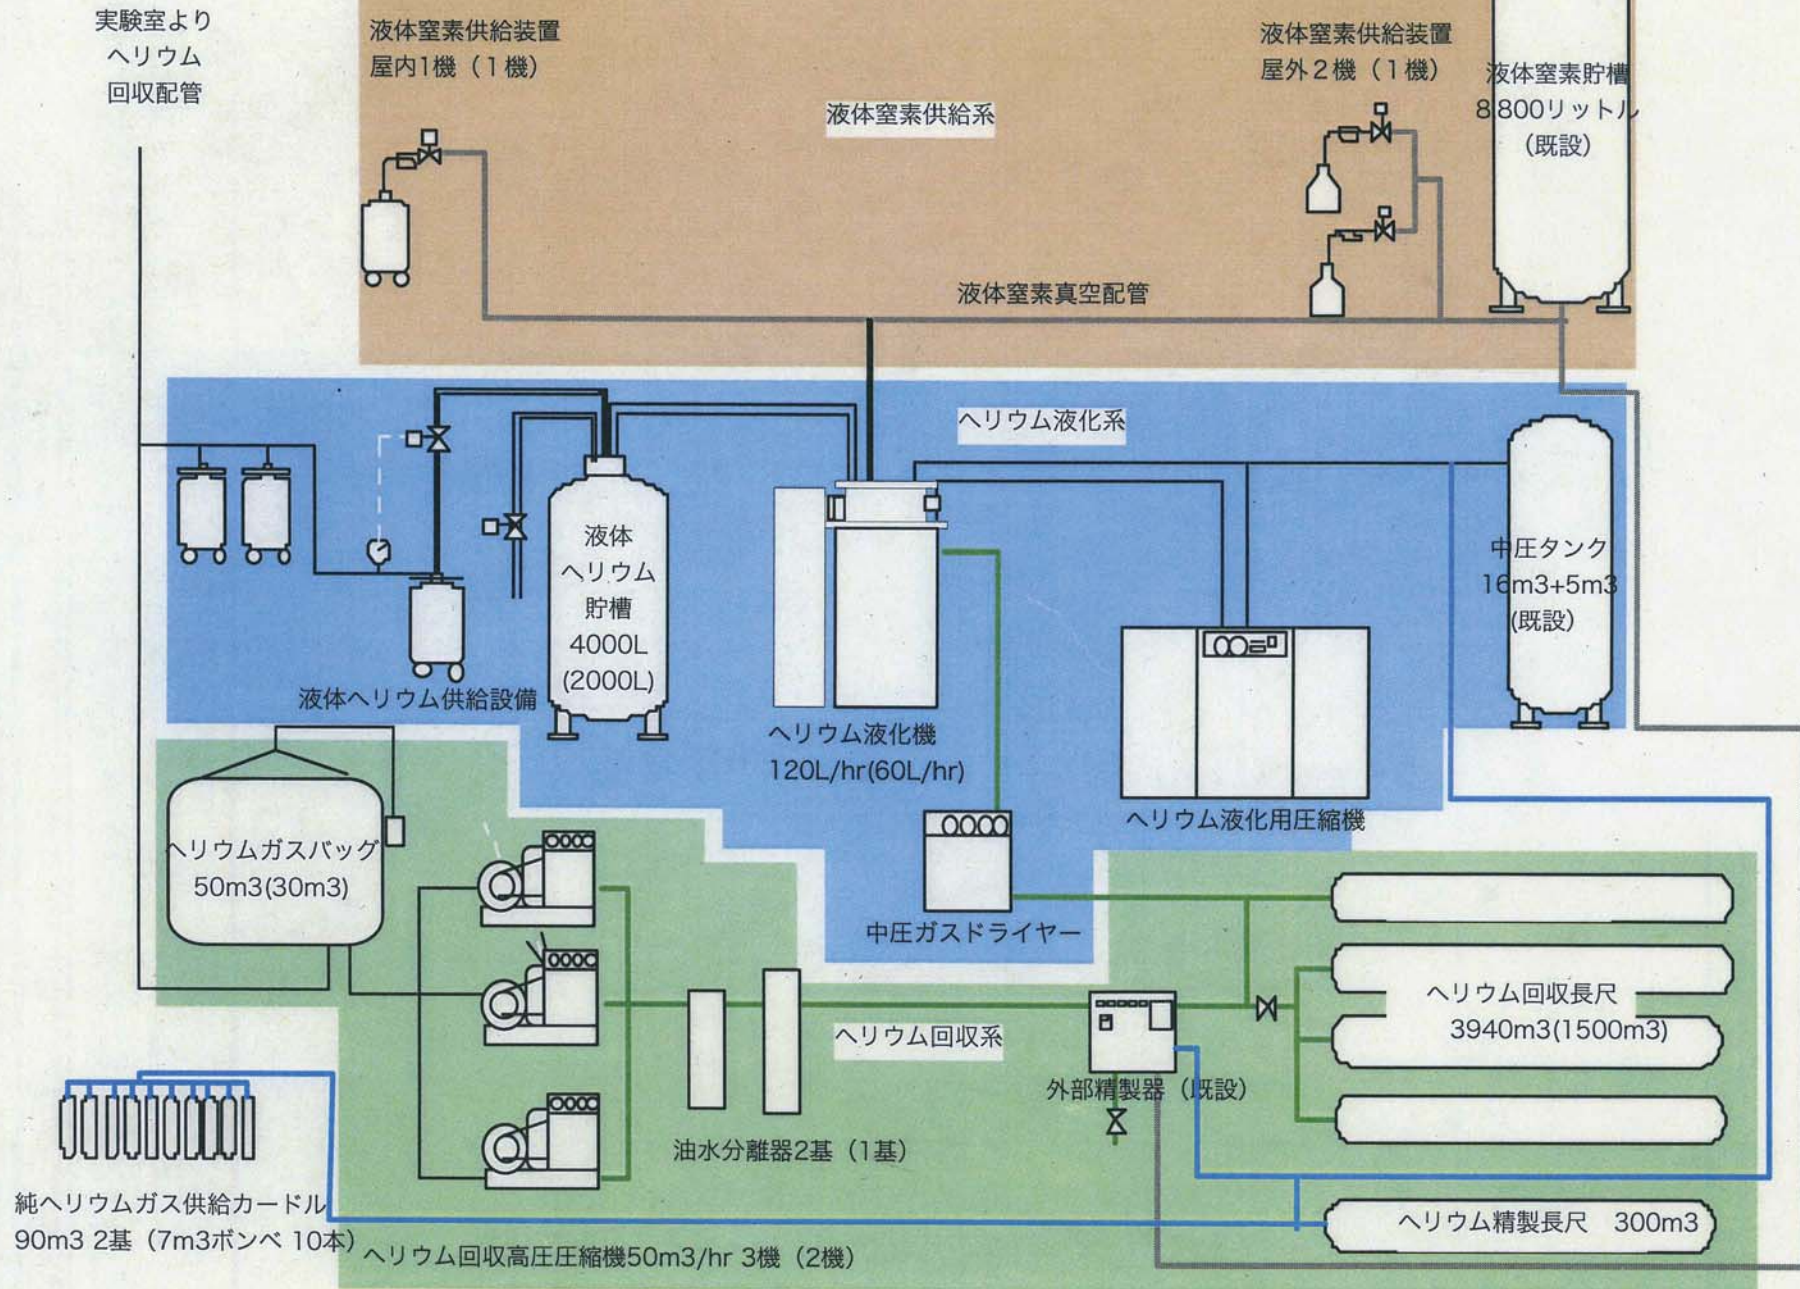 実験室より
ヘリウム
回収配管
液体窒素供給装置
屋内1機（1機）
液体窒素供給系
液体窒素供給装置
屋外２機（１機）
液体窒素貯槽
8,800リットル
（既設）
液体窒素真空配管
ヘリウム液化系
液体
ヘリウム
貯槽
4000L
(2000L)
中圧タンク
16m3+5m3
(既設）
液体ヘリウム供給設備
ヘリウム液化機
120L/hr(60L/hr)
ヘリウム液化用圧縮機
ヘリウムガスバッグ
50m3(30m3)
中圧ガスドライヤー
ヘリウム回収長尺
3940m3(1500m3)
ヘリウム回収系
外部精製器（既設）
油水分離器2基（1基）
純ヘリウムガス供給カードル
90m3 2基（7m3ボンベ 10本）
ヘリウム回収高圧圧縮機50m3/hr 3機（2機）
ヘリウム精製長尺　300m3